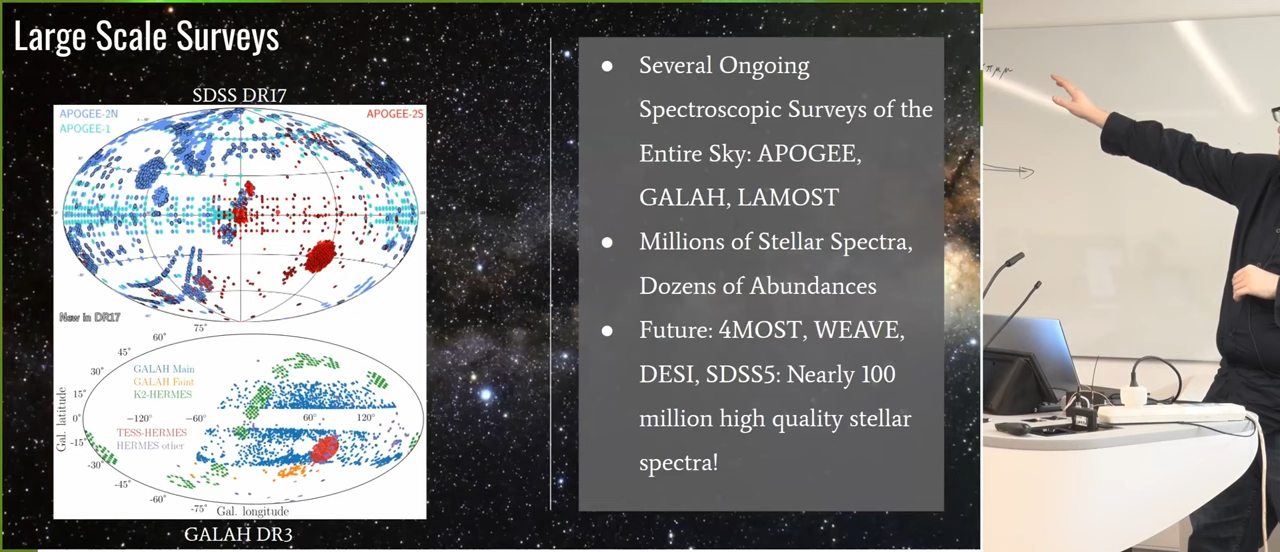 Large Scale Surveys
SDSS DR17
APOGEE-2N
APOGEE-1
APOGEE-2S
New in DR17
75°
60°
45°
30°
15°
0°
-15
-30°
-45°
-60°
-75°
−120°
−60°
60°
120°
Gal. latitude
GALAH Main
GALAH Faint
K2-HERMES
TESS-HERMES
HERMES other
Gal. longitude
GALAH DR3
● Several Ongoing
Spectroscopic Surveys of the
Entire Sky: APOGEE,
GALAH, LAMOST
● Millions of Stellar Spectra,
Dozens of Abundances
● Future: 4MOST, WEAVE,
DESI, SDSS5: Nearly 100
million high quality stellar
spectra!